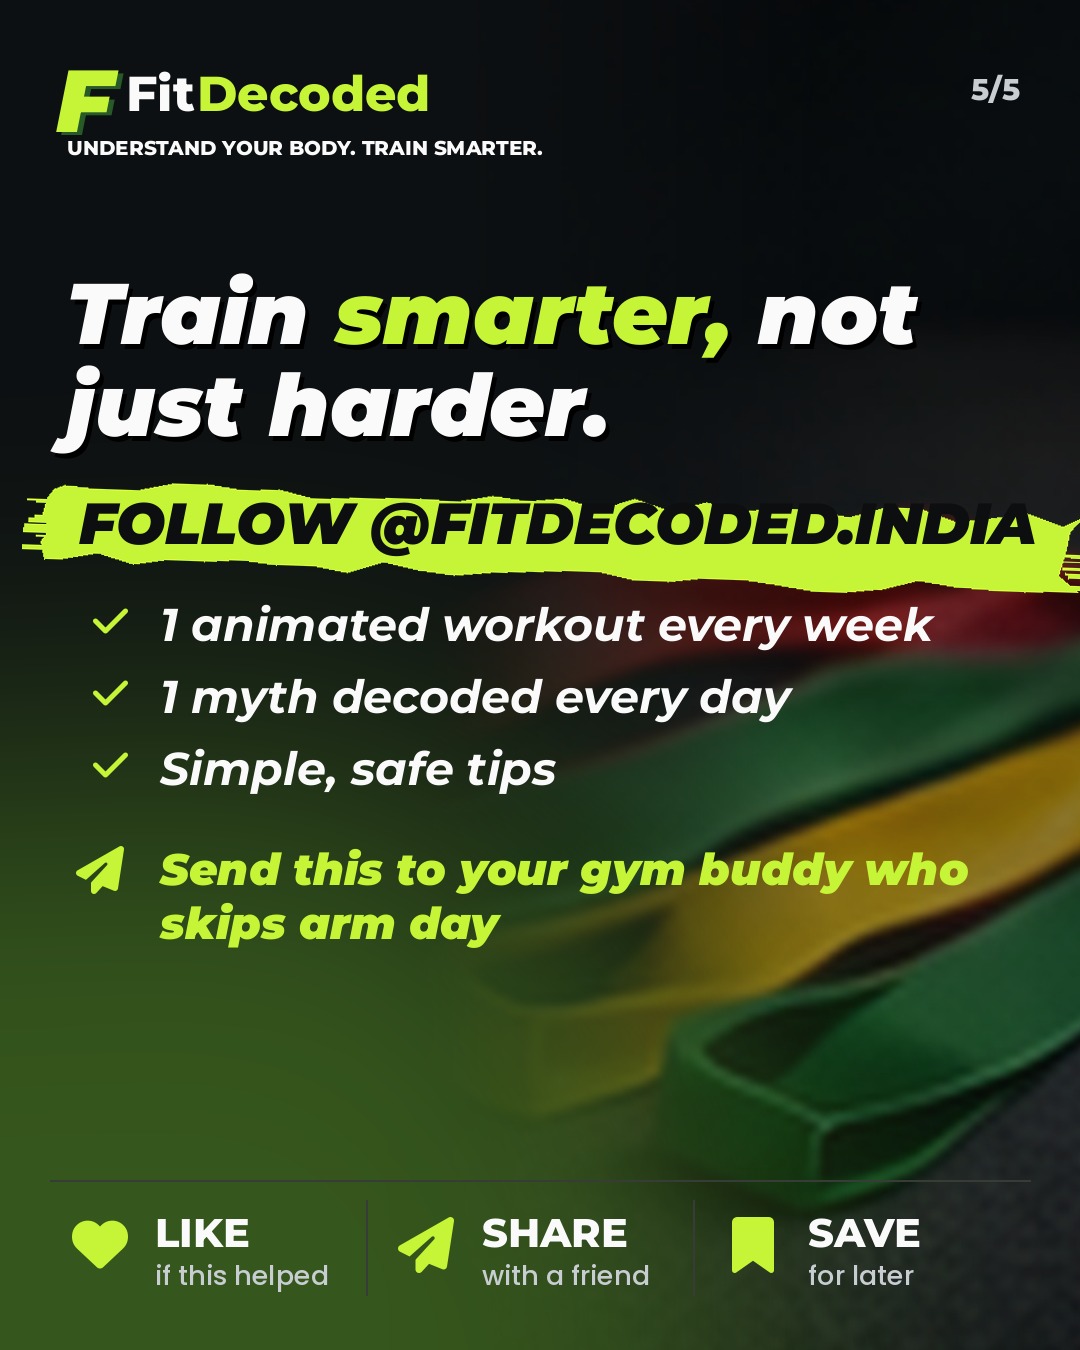 F FitDecoded
5/5
UNDERSTAND YOUR BODY. TRAIN SMARTER.
Train smarter, not
just harder.
FOLLOW @FITDECODED.INDIA
1 animated workout every week
1 myth decoded every day
Simple, safe tips
Send this to your gym buddy who
skips arm day
LIKE
if this helped
SHARE
with a friend
SAVE
for later